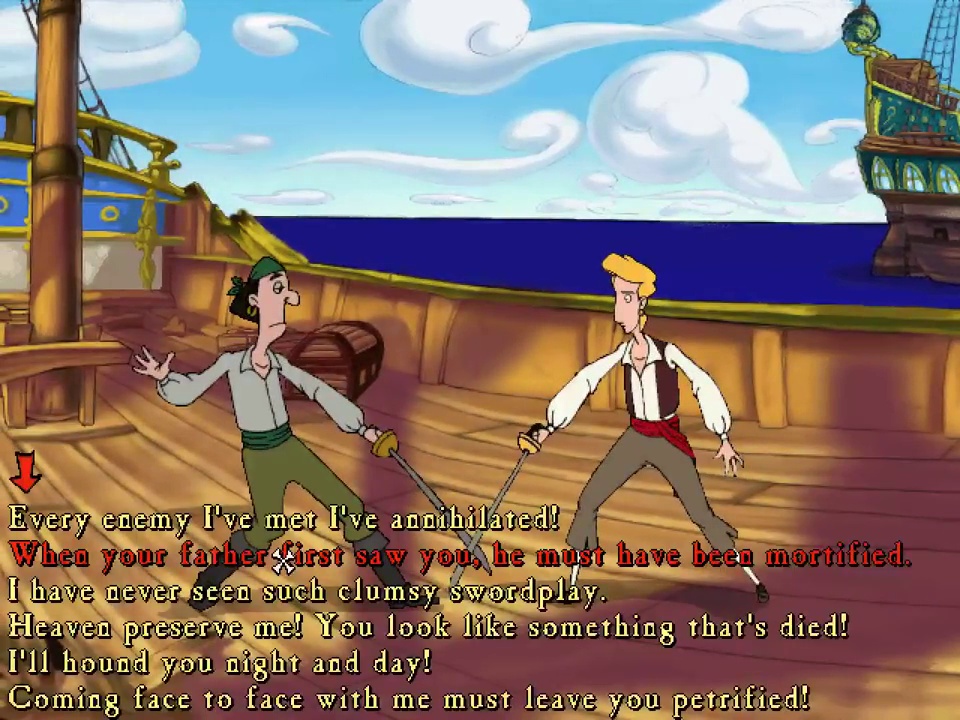 Every enemy I've met I've annihilated!
When your father first saw you, he must have been mortified.
I have never seen such clumsy swordplay.
Heaven preserve me! You look like something that's died!
I'll hound you night and day!
Coming face to face with me must leave you petrified!